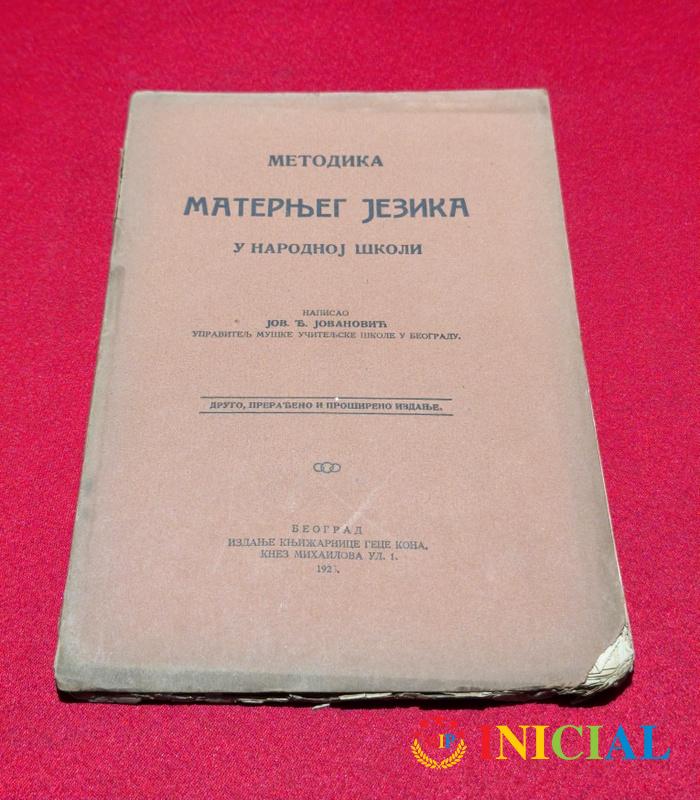 МЕТОДИКА
МАТЕРЊЕГ ЈЕЗИКА
У НАРОДНОЈ ШКОЛИ
НАПИСАО
ЈОВ. Ђ. ЈОВАНОВИЋ
УПРАВИТЕЉ МУШКЕ УЧИТЕЉСКЕ ШКОЛЕ У БЕОГРАДУ.
ДРУГО, ПРЕРАЂЕНО И ПРОШИРЕНО ИЗДАЊЕ.
БЕОГРАД
ИЗДАЊЕ КЊИЖАРНИЦЕ ГЕЦЕ КОНА.
КНЕЗ МИХАИЛОВА УЛ. 1.
IP INICIAL